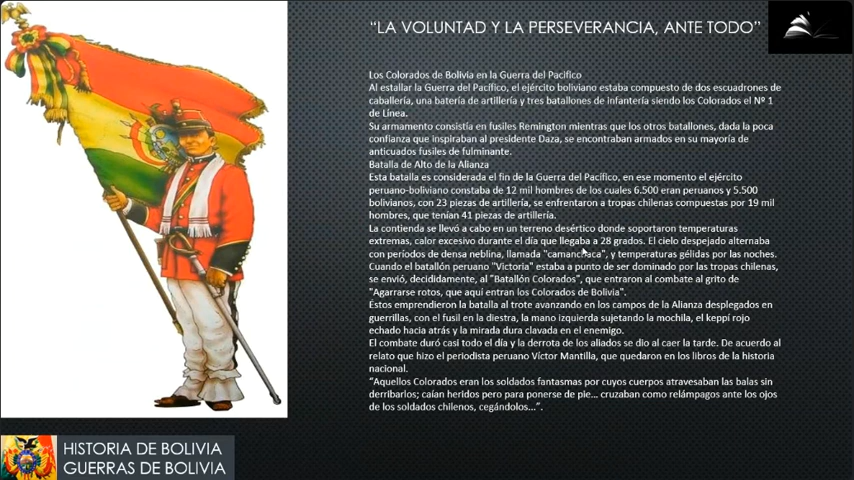 “LA VOLUNTAD Y LA PERSEVERANCIA, ANTE TODO”
Los Colorados de Bolivia en la Guerra del Pacifico
Al estallar la Guerra del Pacífico, el ejército boliviano estaba compuesto de dos escuadrones de
caballería, una batería de artillería y tres batallones de infantería siendo los Colorados el Nº 1
de Línea.
Su armamento consistía en fusiles Remington mientras que los otros batallones, dada la poca
confianza que inspiraban al presidente Daza, se encontraban armados en su mayoría de
anticuados fusiles de fulminante.
Batalla de Alto de la Alianza
Esta batalla es considerada el fin de la Guerra del Pacífico, en ese momento el ejército
peruano-boliviano constaba de 12 mil hombres de los cuales 6.500 eran peruanos y 5.500
bolivianos, con 23 piezas de artillería, se enfrentaron a tropas chilenas compuestas por 19 mil
hombres, que tenían 41 piezas de artillería.
La contienda se llevó a cabo en un terreno desértico donde soportaron temperaturas
extremas, calor excesivo durante el día que llegaba a 28 grados. El cielo despejado alternaba
con períodos de densa neblina, llamada "camanchaca", y temperaturas gélidas por las noches.
Cuando el batallón peruano "Victoria" estaba a punto de ser dominado por las tropas chilenas,
se envió, decididamente, al "Batallón Colorados", que entraron al combate al grito de
"Agarrarse rotos, que aquí entran los Colorados de Bolivia".
Éstos emprendieron la batalla al trote avanzando en los campos de la Alianza desplegados en
guerrillas, con el fusil en la diestra, la mano izquierda sujetando la mochila, el keppí rojo
echado hacia atrás y la mirada dura clavada en el enemigo.
El combate duró casi todo el día y la derrota de los aliados se dio al caer la tarde. De acuerdo al
relato que hizo el periodista peruano Víctor Mantilla, que quedaron en los libros de la historia
nacional.
“Aquellos Colorados eran los soldados fantasmas por cuyos cuerpos atravesaban las balas sin
derribarlos; caían heridos pero para ponerse de pie… cruzaban como relámpagos ante los ojos
de los soldados chilenos, cegándolos…”.
HISTORIA DE BOLIVIA
GUERRAS DE BOLIVIA